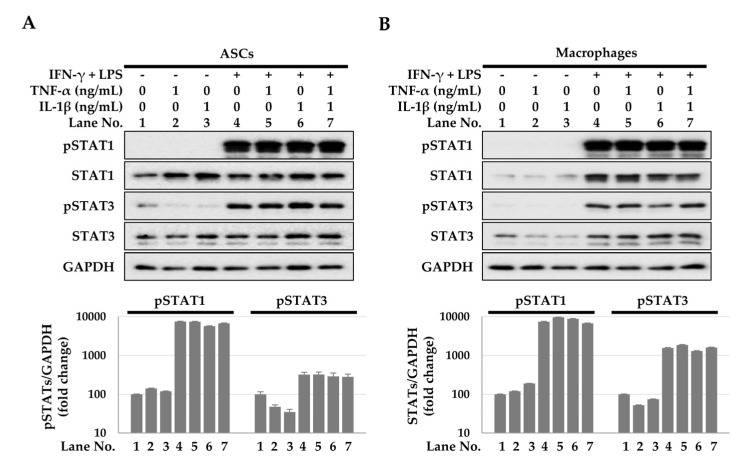 A
ASCs
IFN-γ + LPS - - - + + + +
TNF-α (ng/mL) 0 1 0 0 1 0 1
IL-1β (ng/mL) 0 0 1 0 0 1 1
Lane No. 1 2 3 4 5 6 7
pSTAT1
STAT1
pSTAT3
STAT3
GAPDH
pSTAT1 pSTAT3
pSTATs/GAPDH
(fold change)
10000
1000
100
10
Lane No. 1 2 3 4 5 6 7 1 2 3 4 5 6 7
B
Macrophages
IFN-γ + LPS - - - + + + +
TNF-α (ng/mL) 0 1 0 0 1 0 1
IL-1β (ng/mL) 0 0 1 0 0 1 1
Lane No. 1 2 3 4 5 6 7
pSTAT1
STAT1
pSTAT3
STAT3
GAPDH
pSTAT1 pSTAT3
STATs/GAPDH
(fold change)
10000
1000
100
10
Lane No. 1 2 3 4 5 6 7 1 2 3 4 5 6 7